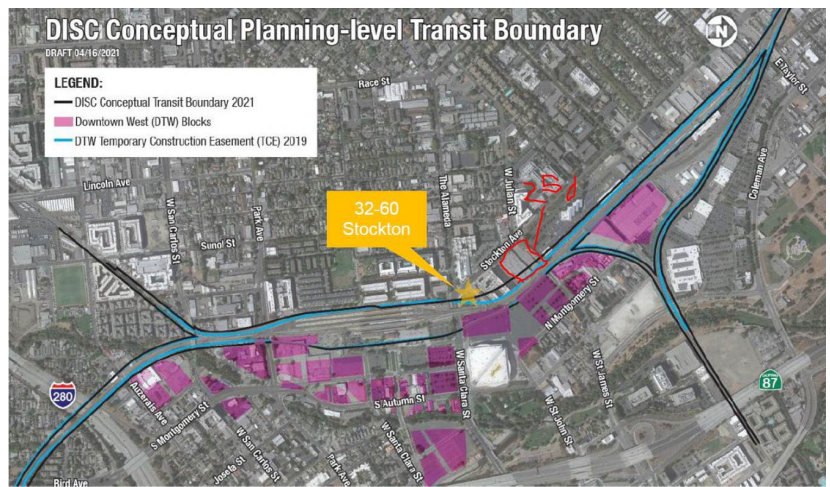 DISC Conceptual Planning-level Transit Boundary
DRAFT 04/16/2021
N
LEGEND:
DISC Conceptual Transit Boundary 2021
Downtown West (DTW) Blocks
DTW Temporary Construction Easement (TCE) 2019
Race St
E Taylor St
Coleman Ave
Lincoln Ave
W San Carlos St
Park Ave
Sunol St
The Alameda
W Julian St
32-60
Stockton
Stockton Ave
N Montgomery St
W St James St
W St John St
W Santa Clara St
S Autumn St
Auzerais Ave
S Montgomery St
W San Carlos St
Josefa St
Park Ave
W Santa Clara St
Bird Ave
280
CALIFORNIA
87